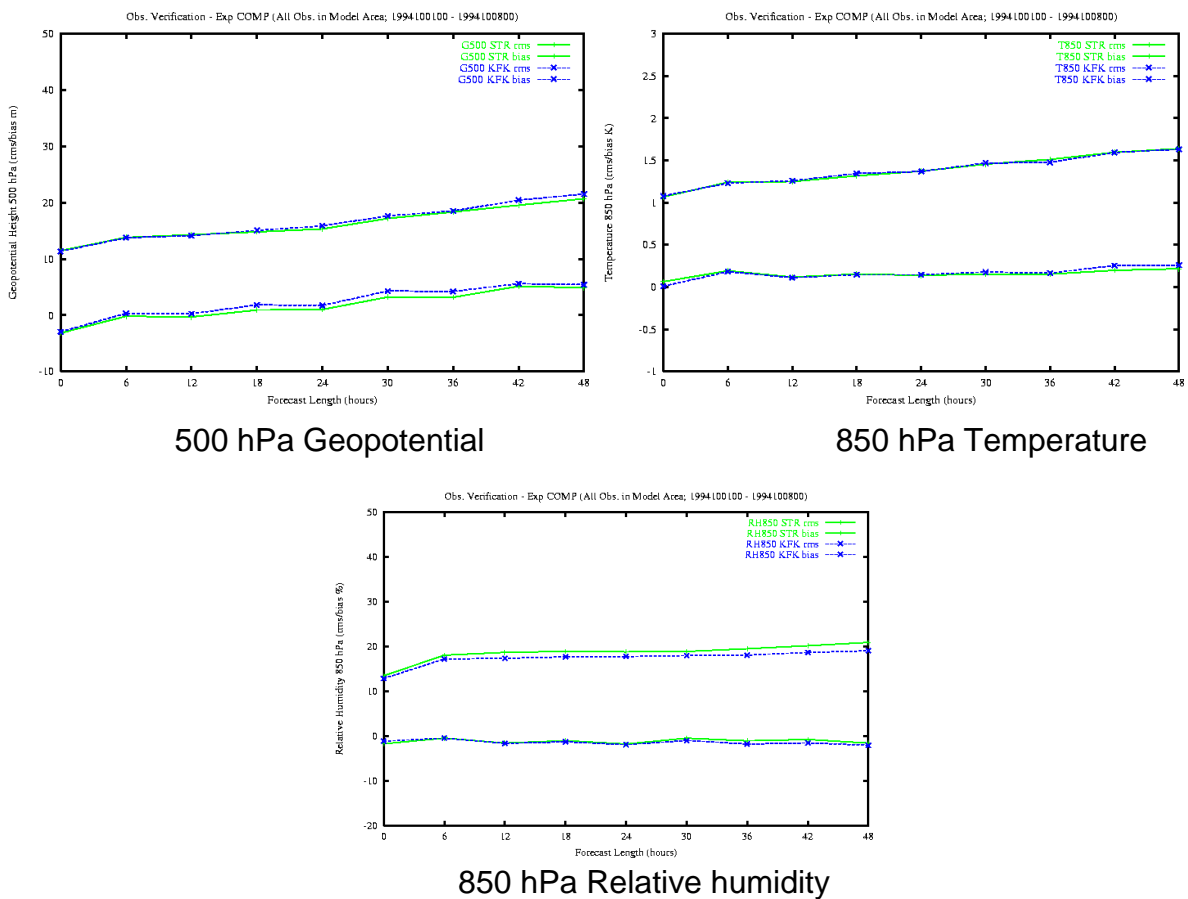 Obs. Verification - Exp COMP (All Obs. in Model Area; 1994100100 - 1994100800)
50
40
30
20
10
0
-10
Geopotential Height 500 hPa (rms/bias m)
G500 STR rms
G500 STR bias
G500 KFK rms
G500 KFK bias
0 6 12 18 24 30 36 42 48
Forecast Length (hours)
500 hPa Geopotential
Obs. Verification - Exp COMP (All Obs. in Model Area; 1994100100 - 1994100800)
3
2.5
2
1.5
1
0.5
0
-0.5
-1
Temperature 850 hPa (rms/bias K)
T850 STR rms
T850 STR bias
T850 KFK rms
T850 KFK bias
0 6 12 18 24 30 36 42 48
Forecast Length (hours)
850 hPa Temperature
Obs. Verification - Exp COMP (All Obs. in Model Area; 1994100100 - 1994100800)
50
40
30
20
10
0
-10
-20
Relative Humidity 850 hPa (rms/bias %)
RH850 STR rms
RH850 STR bias
RH850 KFK rms
RH850 KFK bias
0 6 12 18 24 30 36 42 48
Forecast Length (hours)
850 hPa Relative humidity